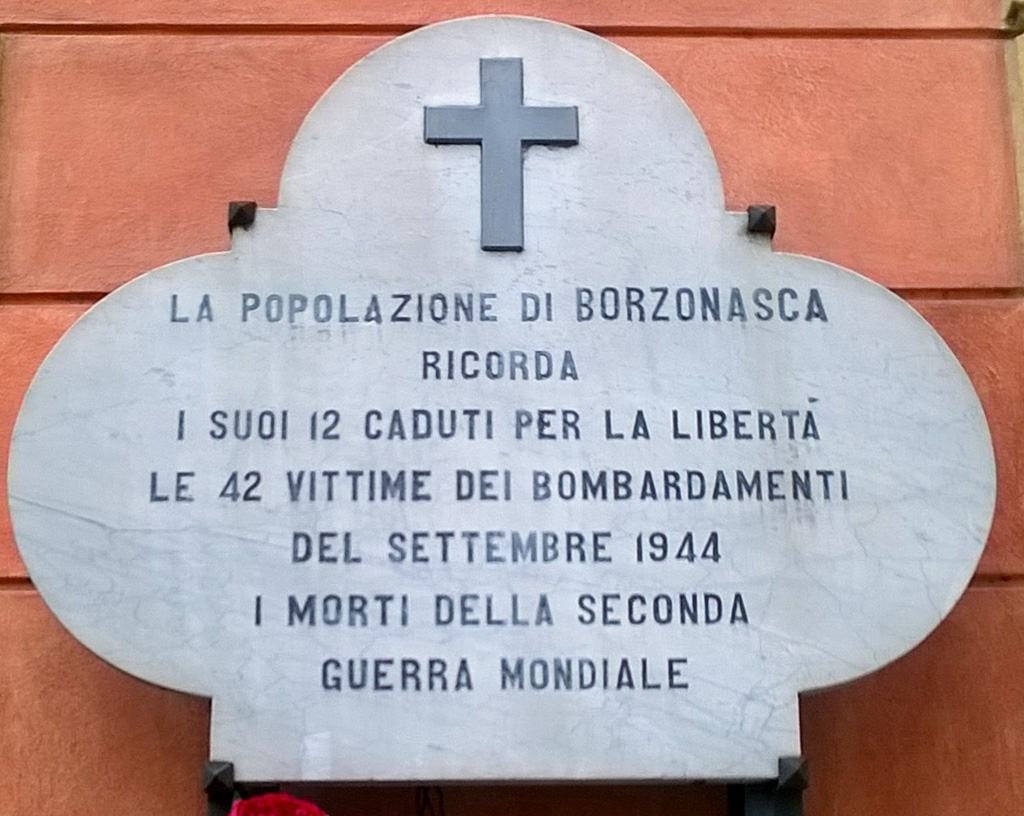 LA POPOLAZIONE DI BORZONASCA
RICORDA
I SUOI 12 CADUTI PER LA LIBERTÀ
LE 42 VITTIME DEI BOMBARDAMENTI
DEL SETTEMBRE 1944
I MORTI DELLA SECONDA
GUERRA MONDIALE